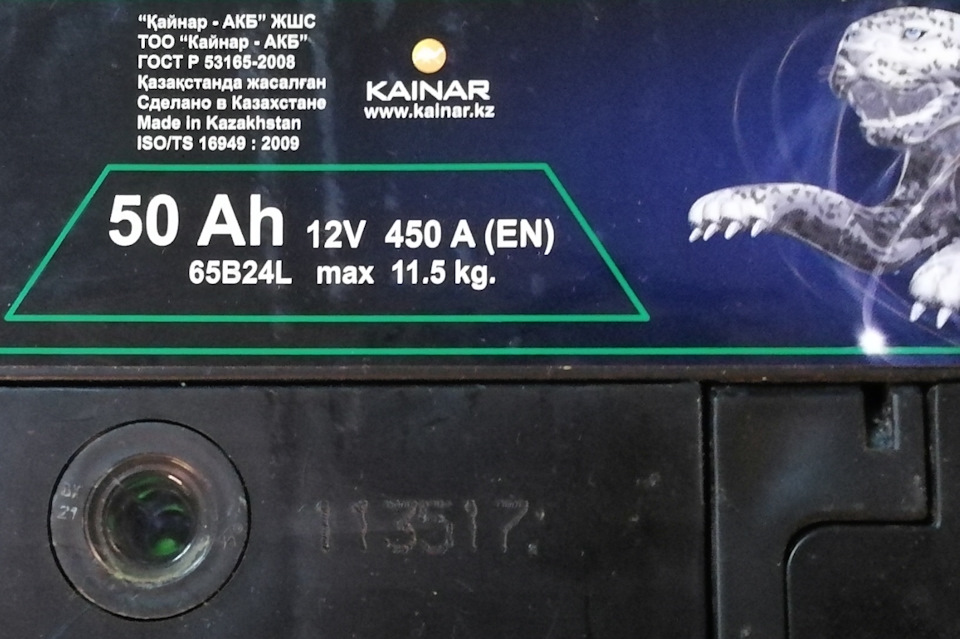 “Қайнар - АКБ” ЖШС
ТОО “Кайнар - АКБ”
ГОСТ Р 53165-2008
Қазақстанда жасалған
Сделано в Казахстане
Made in Kazakhstan
ISO/TS 16949 : 2009
KAINAR
www.kainar.kz
50 Ah 12V 450 A (EN)
65B24L max 11.5 kg.
113517